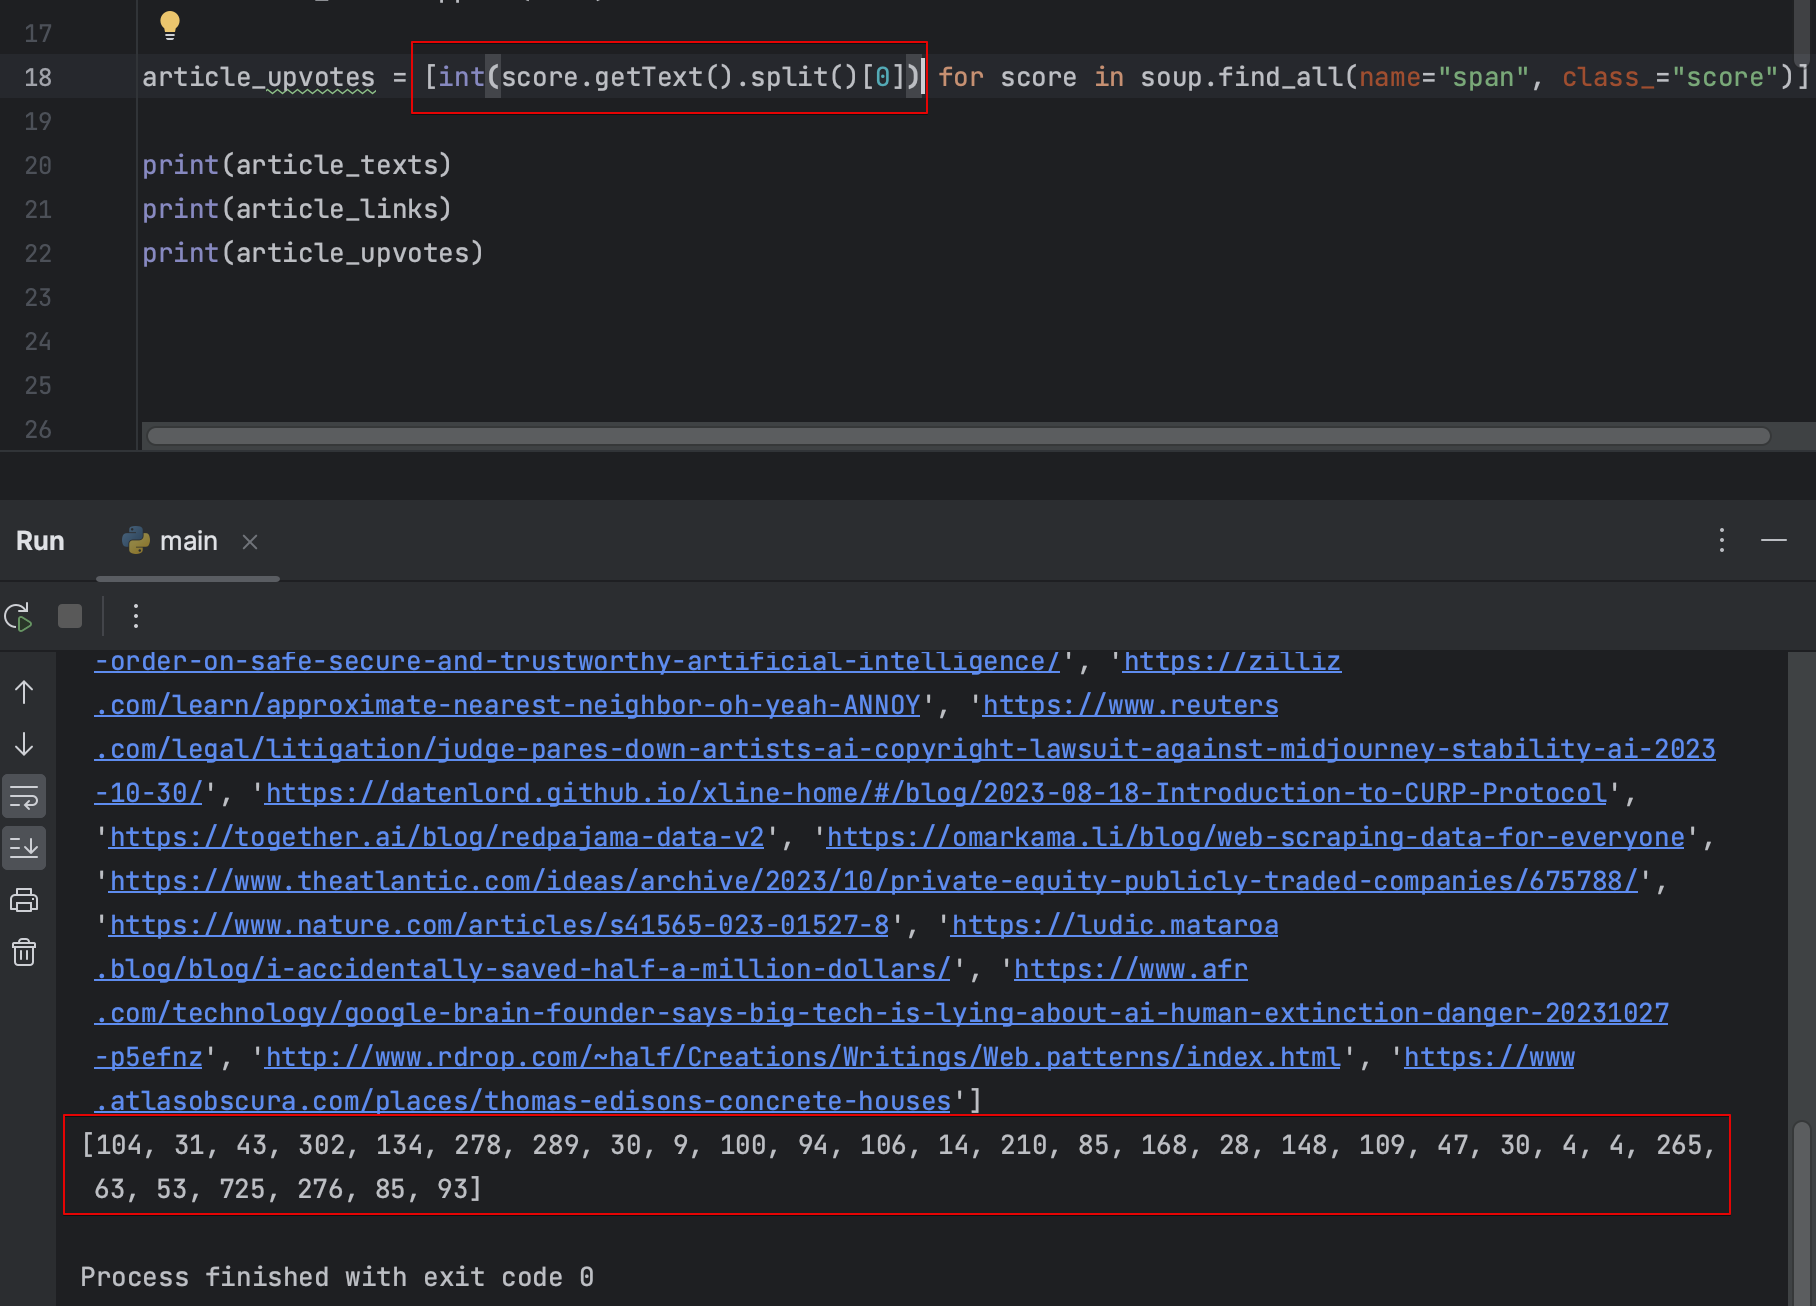 17
18 article_upvotes = [int(score.getText().split()[0]) for score in soup.find_all(name="span", class_="score")]
19
20 print(article_texts)
21 print(article_links)
22 print(article_upvotes)
23
24
25
26
Run main
-order-on-safe-secure-and-trustworthy-artificial-intelligence/', 'https://zilliz
.com/learn/approximate-nearest-neighbor-oh-yeah-ANNOY', 'https://www.reuters
.com/legal/litigation/judge-pares-down-artists-ai-copyright-lawsuit-against-midjourney-stability-ai-2023
-10-30/', 'https://datenlord.github.io/xline-home/#/blog/2023-08-18-Introduction-to-CURP-Protocol',
'https://together.ai/blog/redpajama-data-v2', 'https://omarkama.li/blog/web-scraping-data-for-everyone',
'https://www.theatlantic.com/ideas/archive/2023/10/private-equity-publicly-traded-companies/675788/',
'https://www.nature.com/articles/s41565-023-01527-8', 'https://ludic.mataroa
.blog/blog/i-accidentally-saved-half-a-million-dollars/', 'https://www.afr
.com/technology/google-brain-founder-says-big-tech-is-lying-about-ai-human-extinction-danger-20231027
-p5efnz', 'http://www.rdrop.com/~half/Creations/Writings/Web.patterns/index.html', 'https://www
.atlasobscura.com/places/thomas-edisons-concrete-houses']
[104, 31, 43, 302, 134, 278, 289, 30, 9, 100, 94, 106, 14, 210, 85, 168, 28, 148, 109, 47, 30, 4, 4, 265,
63, 53, 725, 276, 85, 93]
Process finished with exit code 0